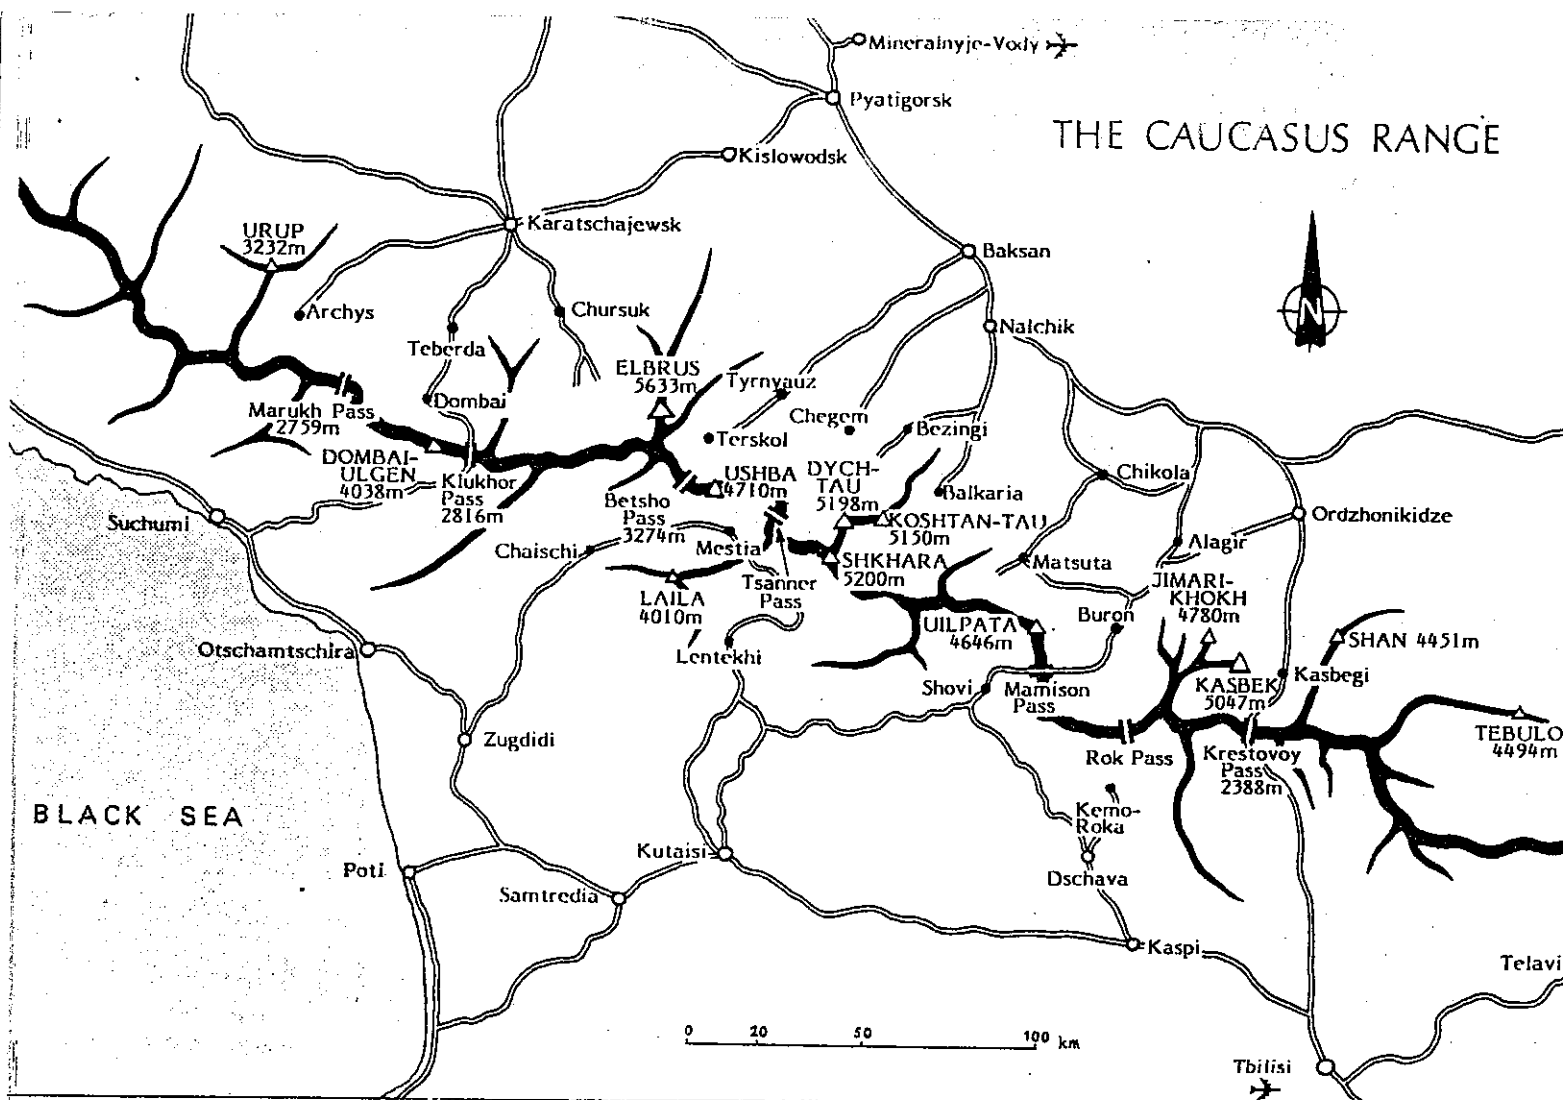 Mineralnyje-Vody
Pyatigorsk
THE CAUCASUS RANGE
Kislowodsk
Karatschajewsk
URUP
3232m
Baksan
Archys
Chursuk
N
Nalchik
Teberda
ELBRUS
5633m
Tyrnyauz
Dombai
Marukh Pass
2759m
Chegem
Terskol
Bezingi
DOMBAI-
ULGEN
4038m
Klukhor
Pass
2816m
USHBA
4710m
DYCH-
TAU
5198m
Chikola
Balkaria
Betsho
Pass
3274m
Suchumi
KOSHTAN-TAU
5150m
Ordzhonikidze
Chaischi
Mestia
Alagir
SHKHARA
5200m
Matsuta
Tsanner
Pass
LAILA
4010m
JIMARI-
KHOKH
4780m
Buron
UILPATA
4646m
SHAN 4451m
Otschamtschira
Lentekhi
Kasbegi
Shovi
Mamison
Pass
KASBEK
5047m
Zugdidi
TEBULO
4494m
Rok Pass
Krestovoy
Pass
2388m
BLACK SEA
Kemo-
Roka
Kutaisi
Poti
Dschava
Samtredia
Kaspi
Telavi
0 20 50 100 km
Tbilisi